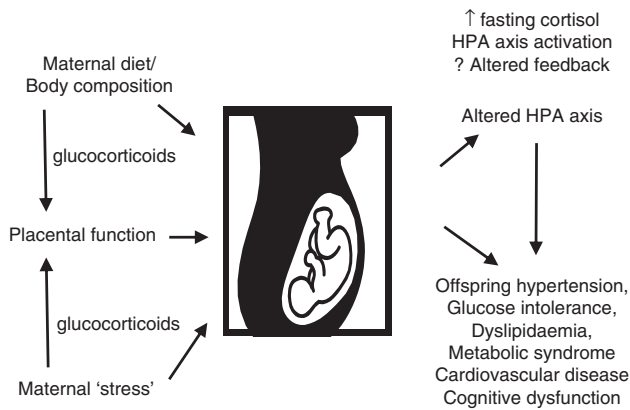 Maternal diet/
Body composition
glucocorticoids
Placental function
glucocorticoids
Maternal ‘stress’
↑ fasting cortisol
HPA axis activation
? Altered feedback
Altered HPA axis
Offspring hypertension,
Glucose intolerance,
Dyslipidaemia,
Metabolic syndrome
Cardiovascular disease
Cognitive dysfunction